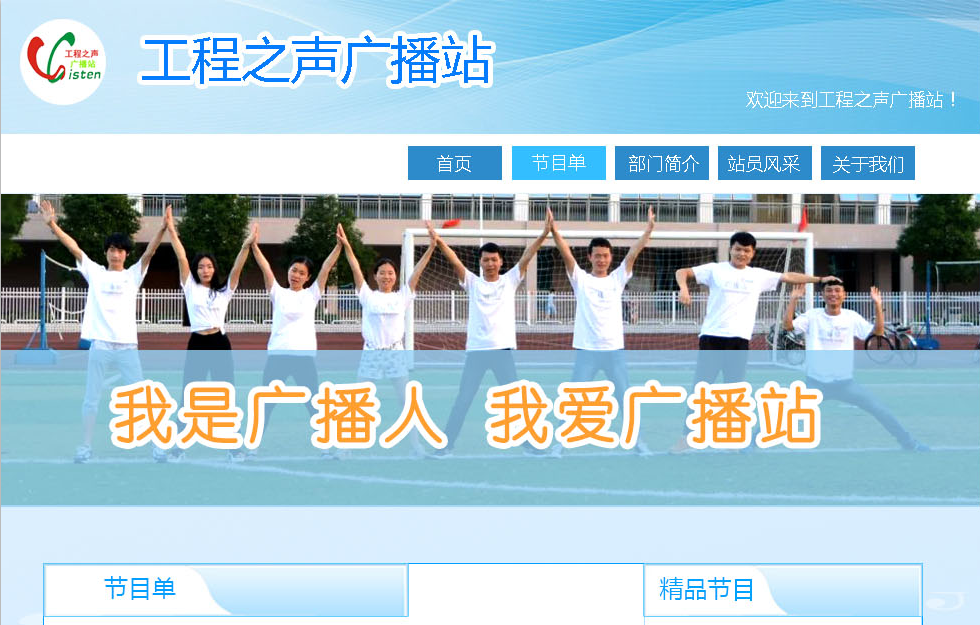 工程之声
广播站
isten
工程之声广播站
欢迎来到工程之声广播站！
首页
节目单
部门简介
站员风采
关于我们
我是广播人 我爱广播站
节目单
精品节目